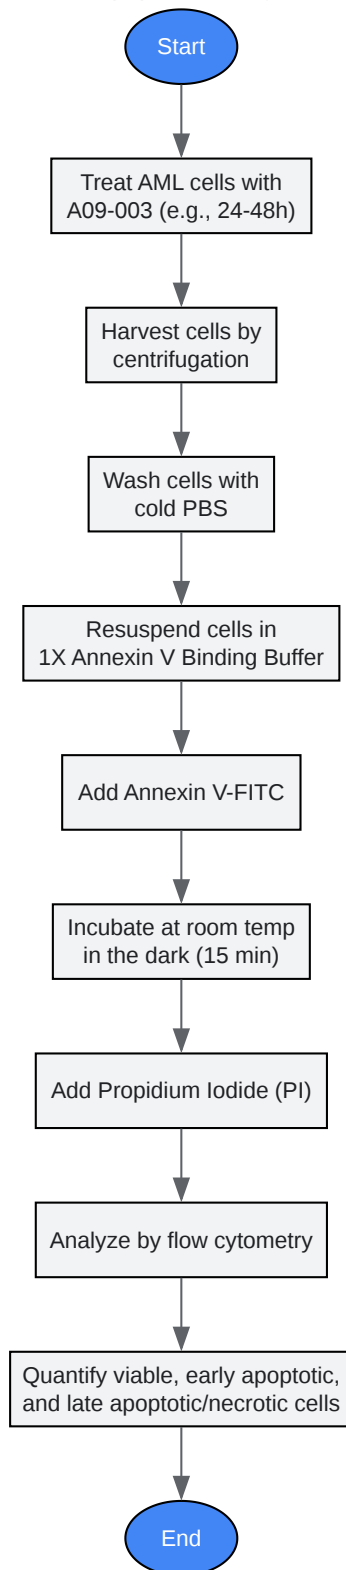 Start
Treat AML cells with
A09-003 (e.g., 24-48h)
Harvest cells by
centrifugation
Wash cells with
cold PBS
Resuspend cells in
1X Annexin V Binding Buffer
Add Annexin V-FITC
Incubate at room temp
in the dark (15 min)
Add Propidium Iodide (PI)
Analyze by flow cytometry
Quantify viable, early apoptotic,
and late apoptotic/necrotic cells
End